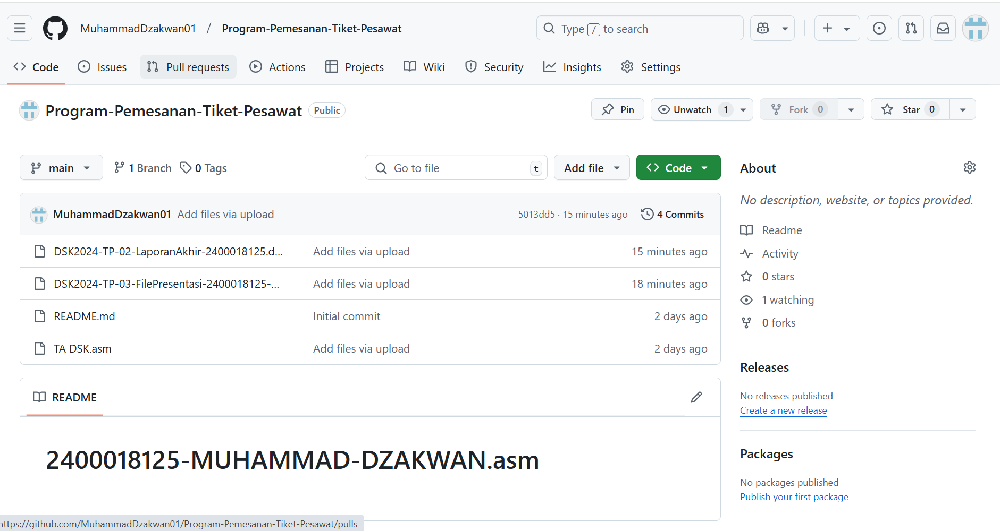 MuhammadDzakwan01 / Program-Pemesanan-Tiket-Pesawat
Type / to search
Code Issues Pull requests Actions Projects Wiki Security Insights Settings
Program-Pemesanan-Tiket-Pesawat Public
Pin Unwatch 1 Fork 0 Star 0
main 1 Branch 0 Tags
Go to file t
Add file
Code
MuhammadDzakwan01 Add files via upload 5013dd5 · 15 minutes ago 4 Commits
DSK2024-TP-02-LaporanAkhir-2400018125.d... Add files via upload 15 minutes ago
DSK2024-TP-03-FilePresentasi-2400018125-... Add files via upload 18 minutes ago
README.md Initial commit 2 days ago
TA DSK.asm Add files via upload 2 days ago
README
2400018125-MUHAMMAD-DZAKWAN.asm
About
No description, website, or topics provided.
Readme
Activity
0 stars
1 watching
0 forks
Releases
No releases published
Create a new release
Packages
No packages published
Publish your first package
https://github.com/MuhammadDzakwan01/Program-Pemesanan-Tiket-Pesawat/pulls